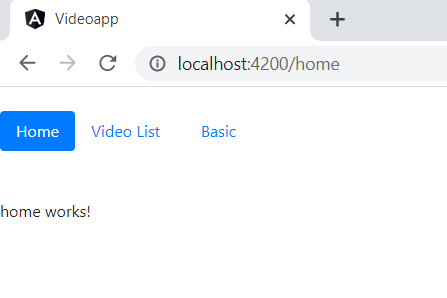 Videoapp
localhost:4200/home
Home Video List Basic
home works!